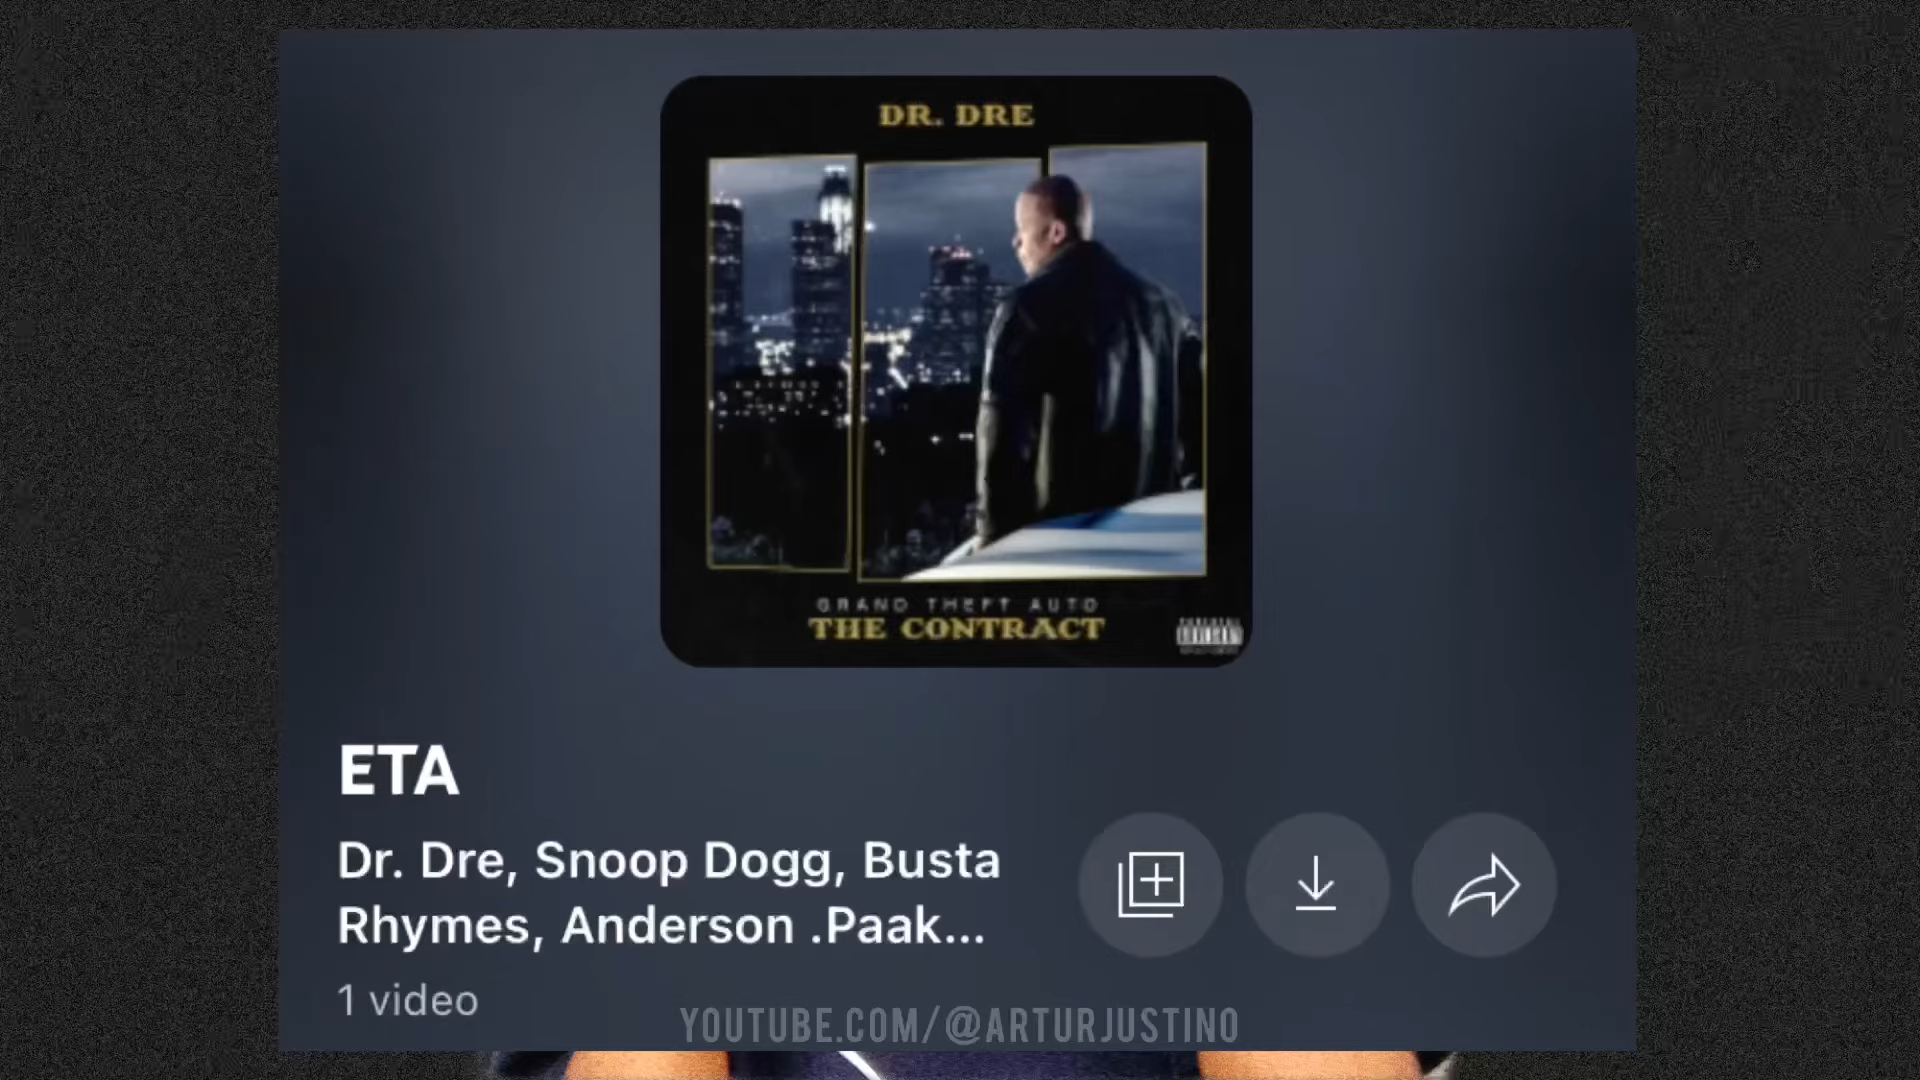 DR. DRE
GRAND THEFT AUTO
THE CONTRACT
ETA
Dr. Dre, Snoop Dogg, Busta
Rhymes, Anderson .Paak...
1 video
YOUTUBE.COM/@ARTURJUSTINO